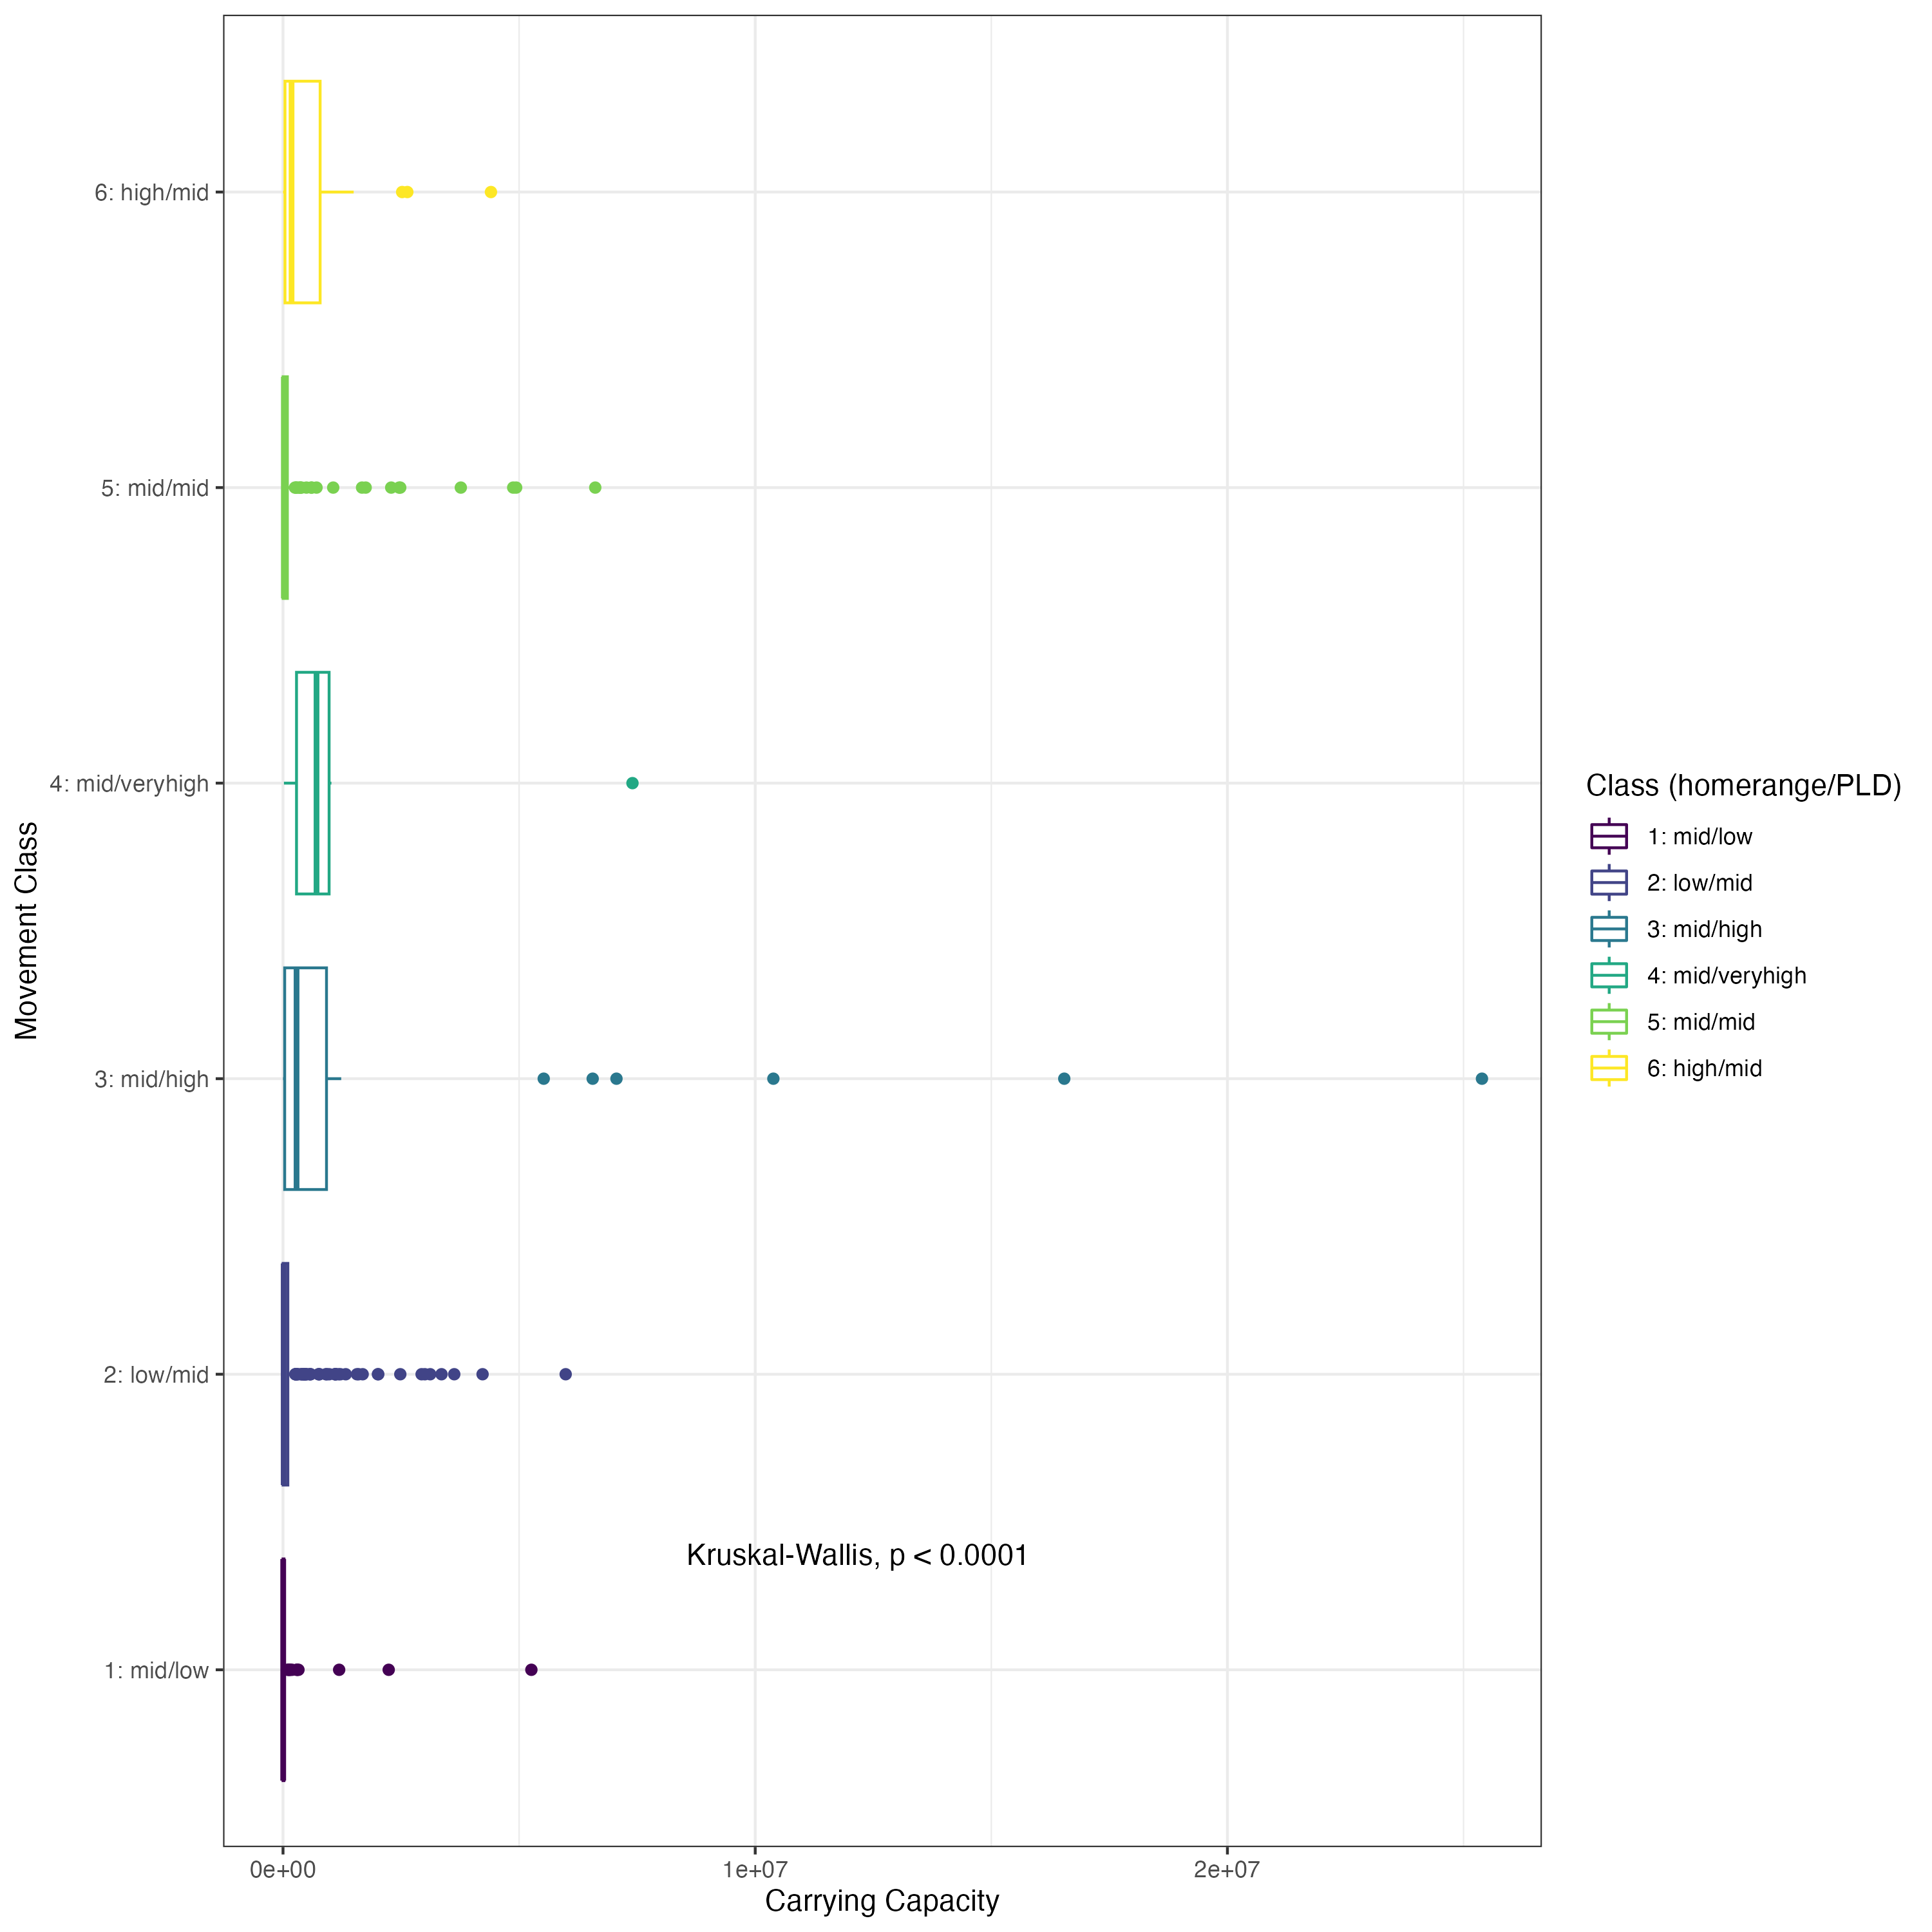 6: high/mid
5: mid/mid
4: mid/veryhigh
3: mid/high
2: low/mid
1: mid/low
Movement Class
Kruskal-Wallis, p < 0.0001
0e+00
1e+07
2e+07
Carrying Capacity
Class (homerange/PLD)
1: mid/low
2: low/mid
3: mid/high
4: mid/veryhigh
5: mid/mid
6: high/mid